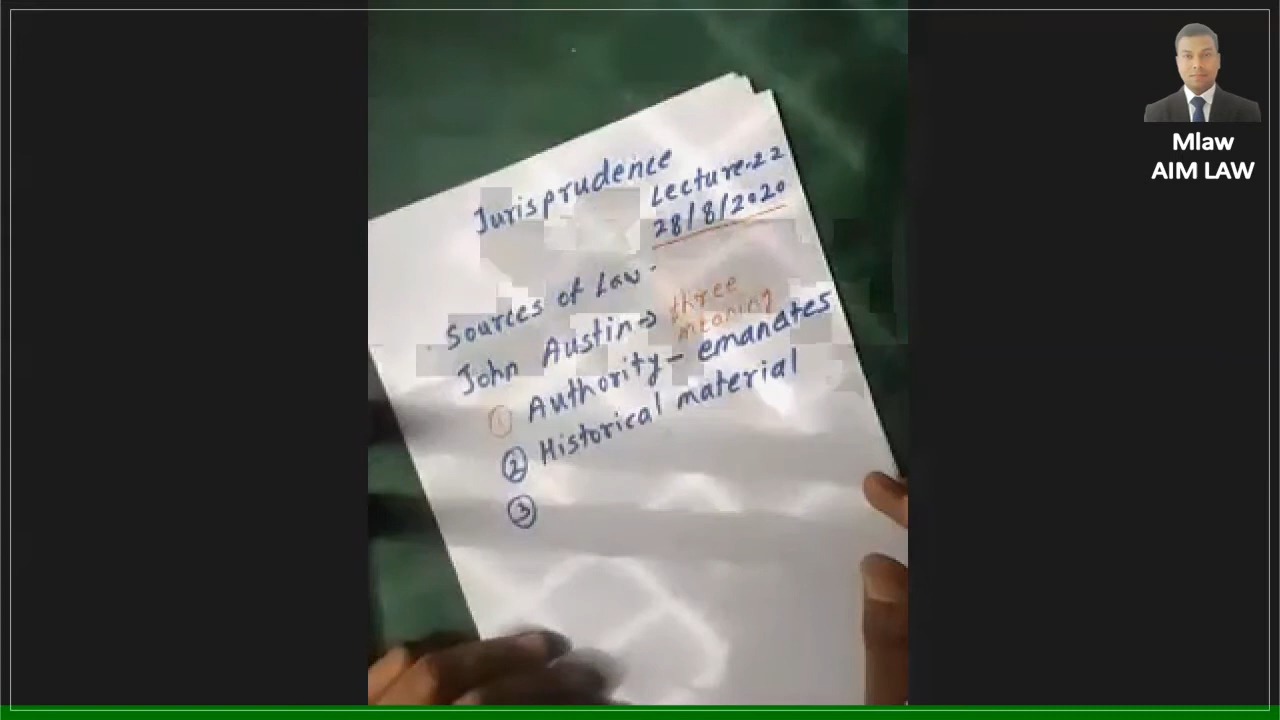 Jurisprudence
Lecture-22
28/8/2020
Sources of Law.
John Austin→ three
meaning
① Authority- emanates
② Historical material
③
Mlaw
AIM LAW